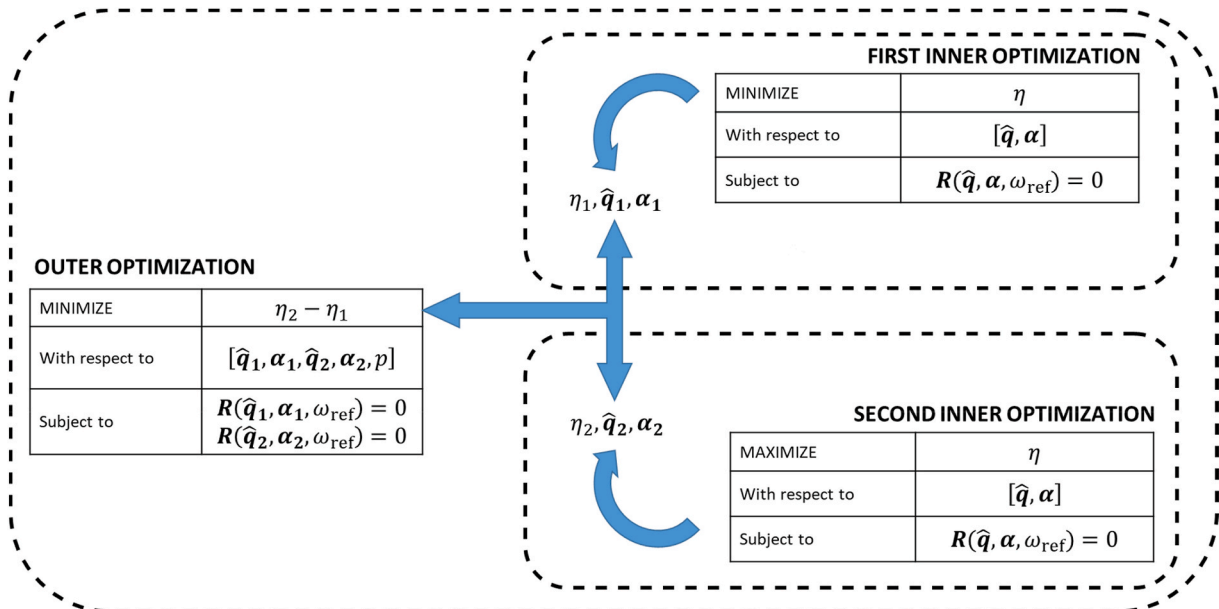 FIRST INNER OPTIMIZATION
MINIMIZE η
With respect to [q̂, α]
Subject to R(q̂, α, ω_ref) = 0
η₁, q̂₁, α₁
OUTER OPTIMIZATION
MINIMIZE η₂ − η₁
With respect to [q̂₁, α₁, q̂₂, α₂, p]
Subject to
R(q̂₁, α₁, ω_ref) = 0
R(q̂₂, α₂, ω_ref) = 0
η₂, q̂₂, α₂
SECOND INNER OPTIMIZATION
MAXIMIZE η
With respect to [q̂, α]
Subject to R(q̂, α, ω_ref) = 0